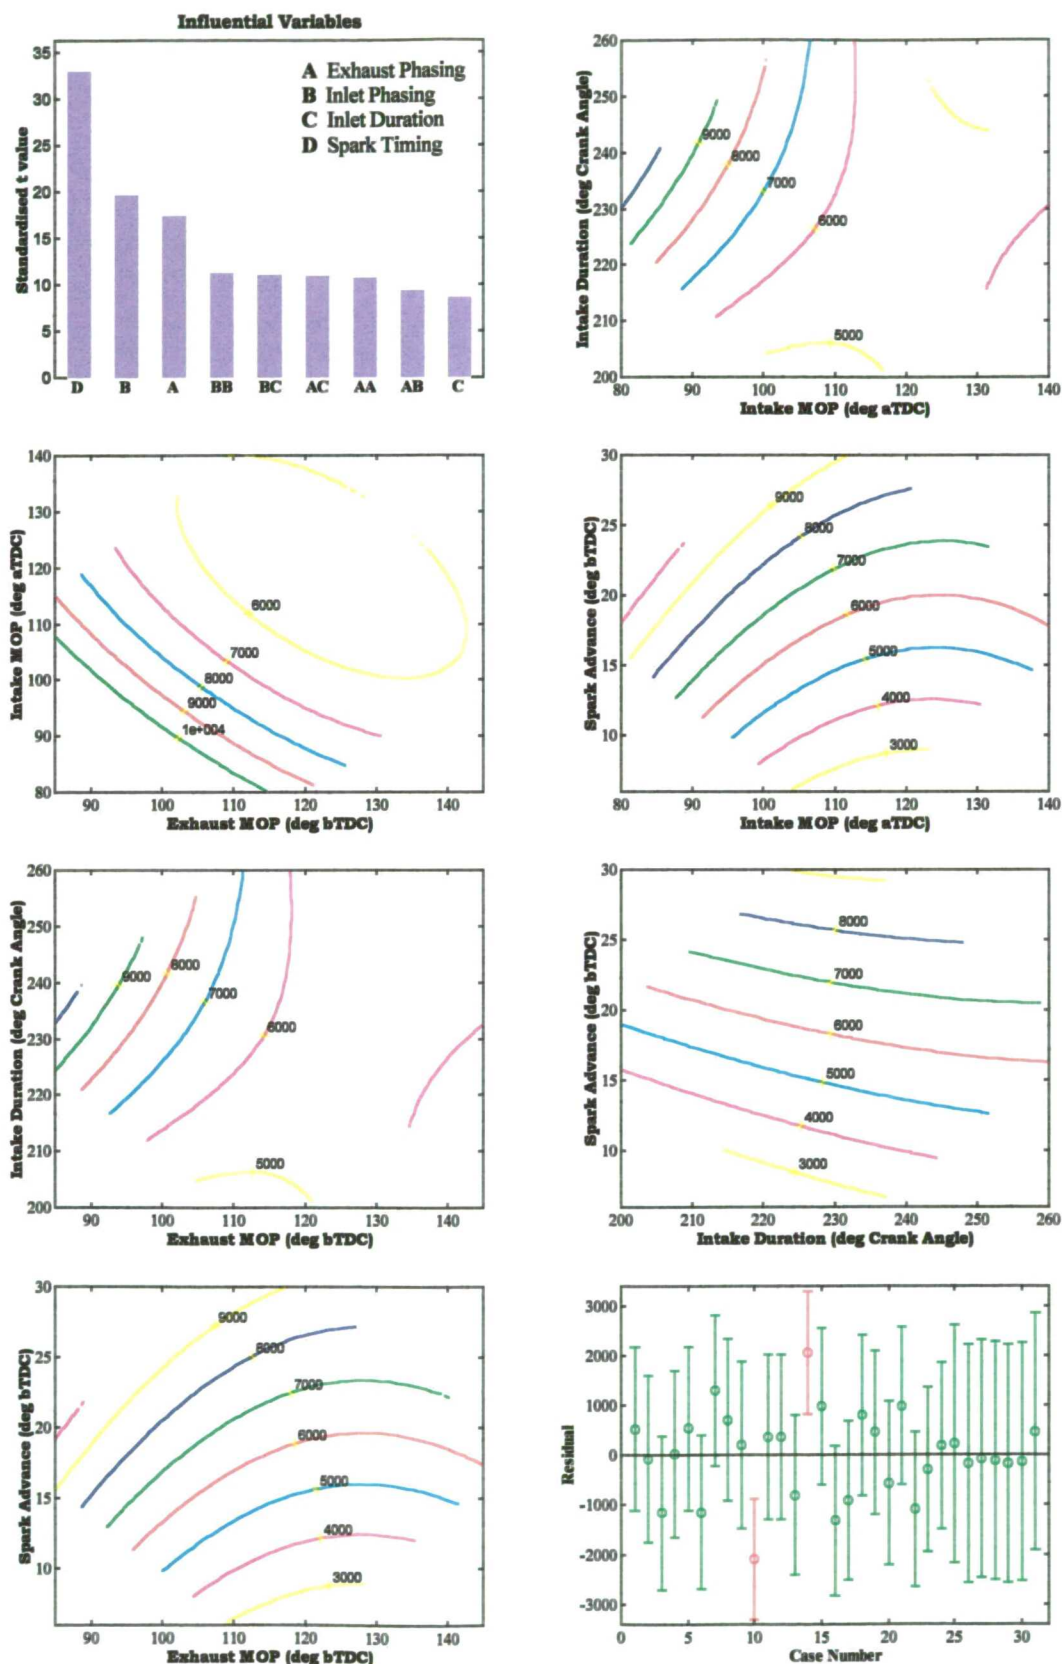 Influential Variables
35
30
25
20
15
10
5
0
Standardised t value
A Exhaust Phasing
B Inlet Phasing
C Inlet Duration
D Spark Timing
D B A BB BC AC AA AB C
260
250
240
230
220
210
200
Intake Duration (deg Crank Angle)
9000
8000
7000
6000
5000
80 90 100 110 120 130 140
Intake MOP (deg aTDC)
140
130
120
110
100
90
80
Intake MOP (deg aTDC)
6000
7000
8000
9000
1e+004
90 100 110 120 130 140
Exhaust MOP (deg bTDC)
30
25
20
15
10
Spark Advance (deg bTDC)
9000
8000
7000
6000
5000
4000
3000
80 90 100 110 120 130 140
Intake MOP (deg aTDC)
260
250
240
230
220
210
200
Intake Duration (deg Crank Angle)
9000
8000
7000
6000
5000
90 100 110 120 130 140
Exhaust MOP (deg bTDC)
30
25
20
15
10
Spark Advance (deg bTDC)
8000
7000
6000
5000
4000
3000
200 210 220 230 240 250 260
Intake Duration (deg Crank Angle)
30
25
20
15
10
Spark Advance (deg bTDC)
9000
8000
7000
6000
5000
4000
3000
90 100 110 120 130 140
Exhaust MOP (deg bTDC)
3000
2000
1000
0
-1000
-2000
-3000
Residual
0 5 10 15 20 25 30
Case Number